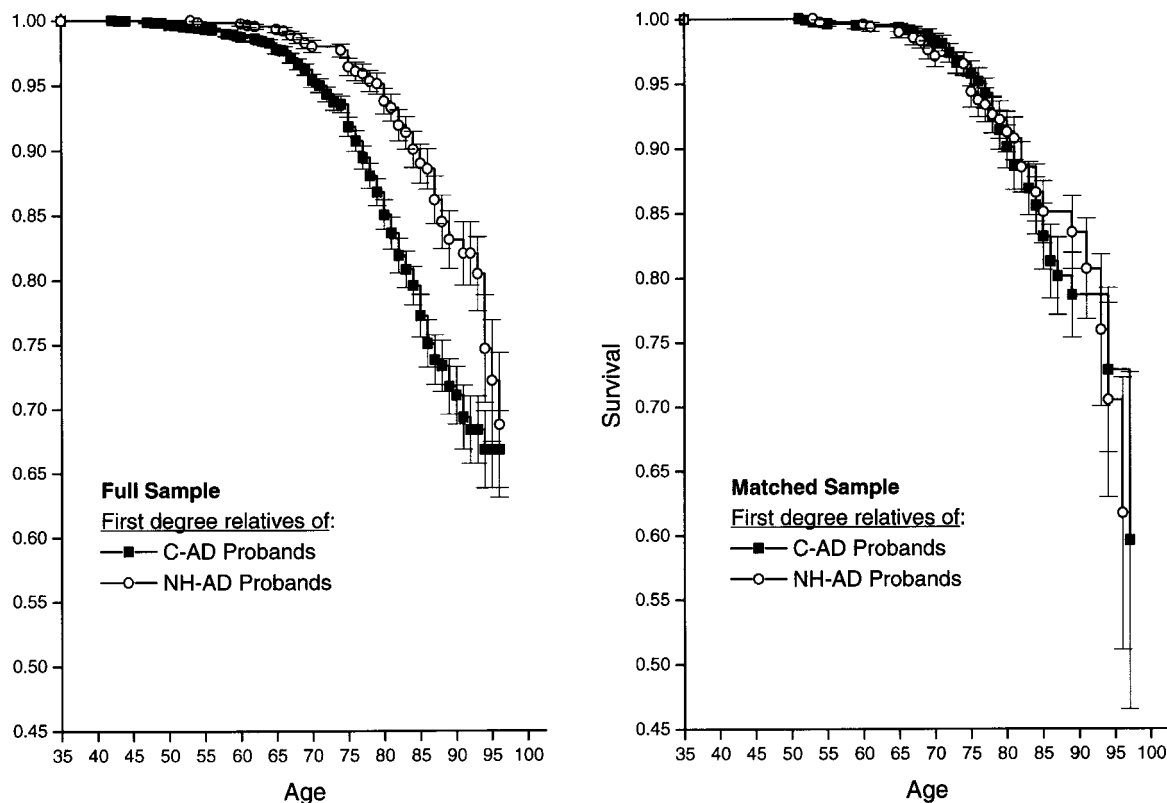 1.00
0.95
0.90
0.85
0.80
0.75
0.70
0.65
0.60
0.55
0.50
0.45
Full Sample
First degree relatives of:
C-AD Probands
NH-AD Probands
35 40 45 50 55 60 65 70 75 80 85 90 95 100
Age
Survival
1.00
0.95
0.90
0.85
0.80
0.75
0.70
0.65
0.60
0.55
0.50
0.45
Matched Sample
First degree relatives of:
C-AD Probands
NH-AD Probands
35 40 45 50 55 60 65 70 75 80 85 90 95 100
Age